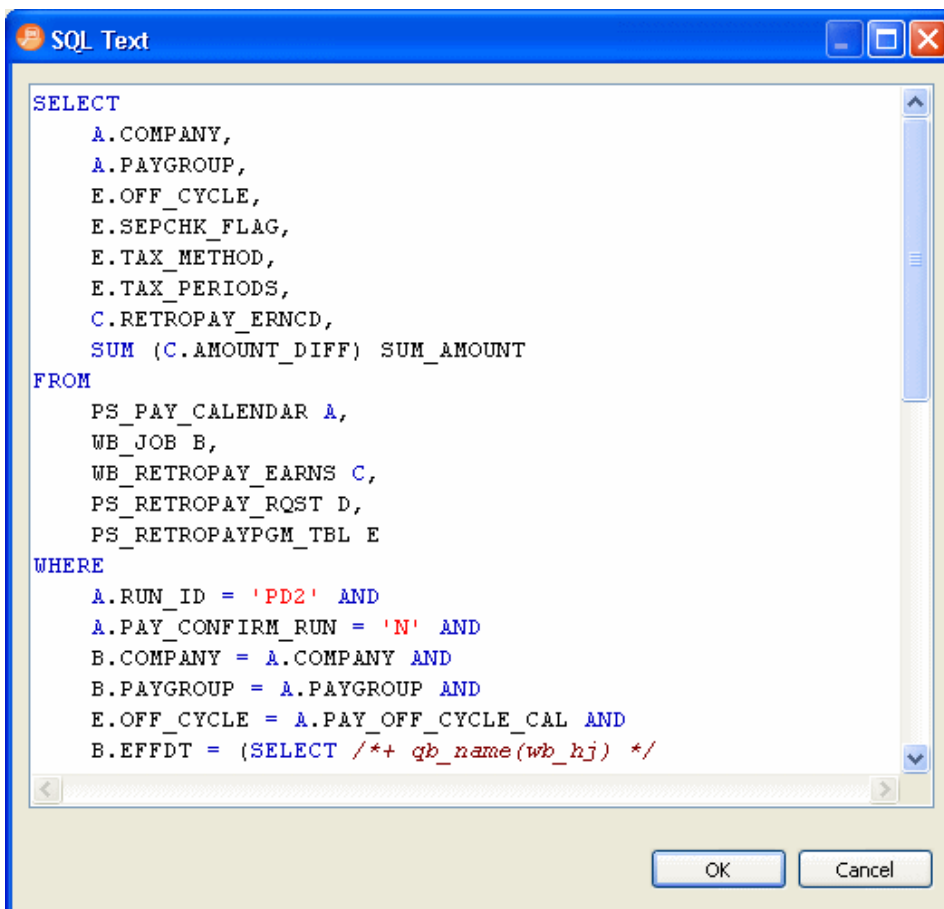 SQL Text
SELECT
A.COMPANY,
A.PAYGROUP,
E.OFF_CYCLE,
E.SEPCHK_FLAG,
E.TAX_METHOD,
E.TAX_PERIODS,
C.RETROPAY_ERNCD,
SUM (C.AMOUNT_DIFF) SUM_AMOUNT
FROM
PS_PAY_CALENDAR A,
WB_JOB B,
WB_RETROPAY_EARNS C,
PS_RETROPAY_RQST D,
PS_RETROPAYPGM_TBL E
WHERE
A.RUN_ID = 'PD2' AND
A.PAY_CONFIRM_RUN = 'N' AND
B.COMPANY = A.COMPANY AND
B.PAYGROUP = A.PAYGROUP AND
E.OFF_CYCLE = A.PAY_OFF_CYCLE_CAL AND
B.EFFDT = (SELECT /*+ qb_name(wb_hj) */
OK Cancel